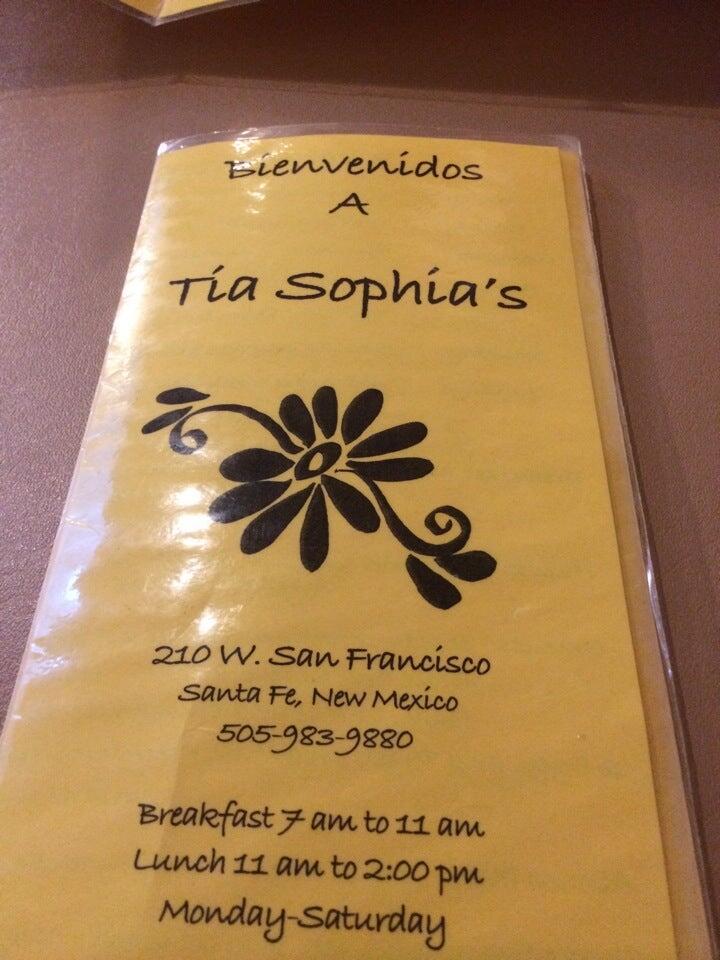 Bienvenidos
A
Tia Sophia's
210 W. San Francisco
Santa Fe, New Mexico
505-983-9880
Breakfast 7 am to 11 am
Lunch 11 am to 2:00 pm
Monday-Saturday